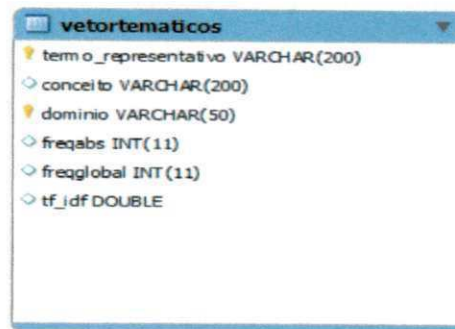 vetortematicos
termo_representativo VARCHAR(200)
conceito VARCHAR(200)
dominio VARCHAR(50)
freqabs INT(11)
freqglobal INT(11)
tf_idf DOUBLE